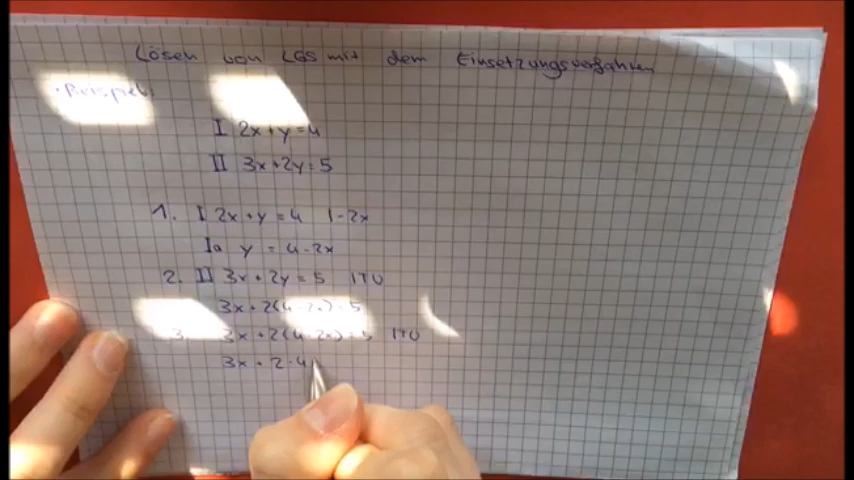 Lösen von LGS mit dem Einsetzungsverfahren
· Beispiel:
I 2x+y=4
II 3x+2y=5
1. I 2x+y=4 |-2x
Ia y = 4-2x
2. II 3x+2y=5 |TU
3x+2(4-2x)=5
3. 3x+2(4-2x)=5 |TU
3x+2·4